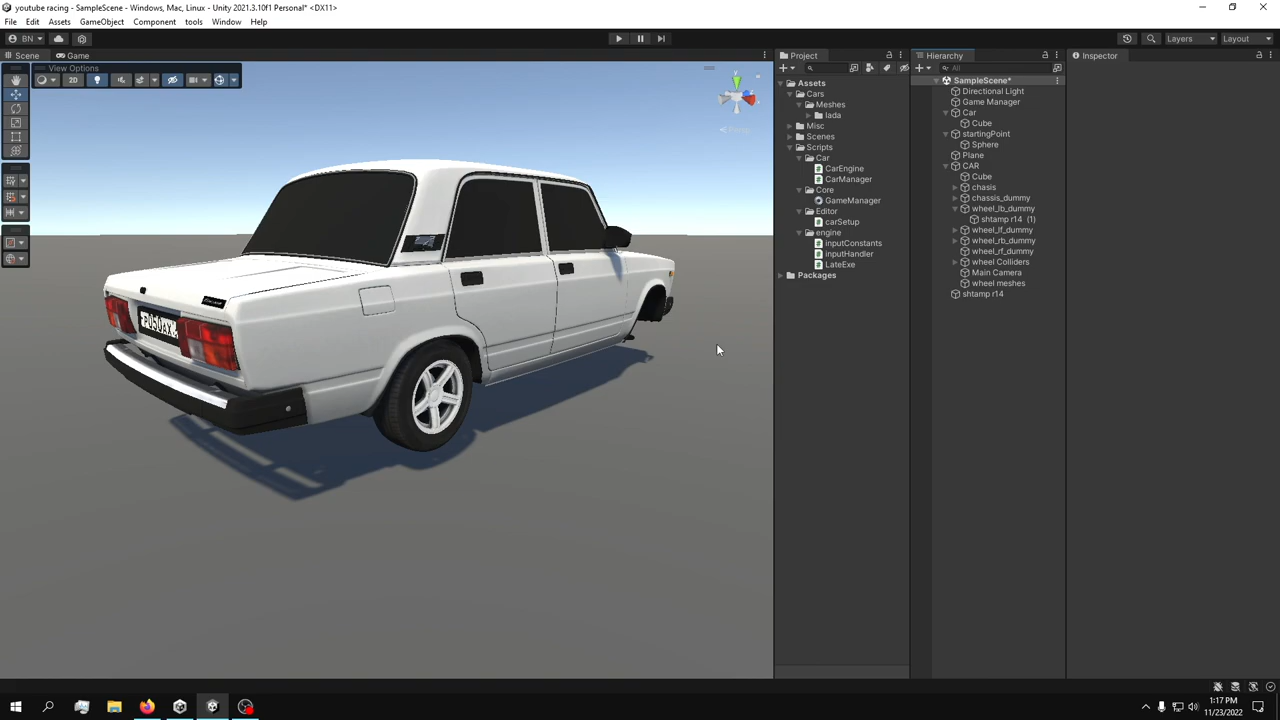 youtube racing - SampleScene - Windows, Mac, Linux - Unity 2021.3.10f1 Personal* <DX11>
File Edit Assets GameObject Component tools Window Help
BN
Layers
Layout
Scene
Game
View Options
2D
Project
Assets
Cars
Meshes
lada
Misc
Scenes
Scripts
Car
CarEngine
CarManager
Core
GameManager
Editor
carSetup
engine
inputConstants
inputHandler
LateExe
Packages
Hierarchy
All
SampleScene*
Directional Light
Game Manager
Car
Cube
startingPoint
Sphere
Plane
CAR
Cube
chasis
chassis_dummy
wheel_lb_dummy
shtamp r14 (1)
wheel_lf_dummy
wheel_rb_dummy
wheel_rf_dummy
wheel Colliders
Main Camera
wheel meshes
shtamp r14
Inspector
1:17 PM
11/23/2022